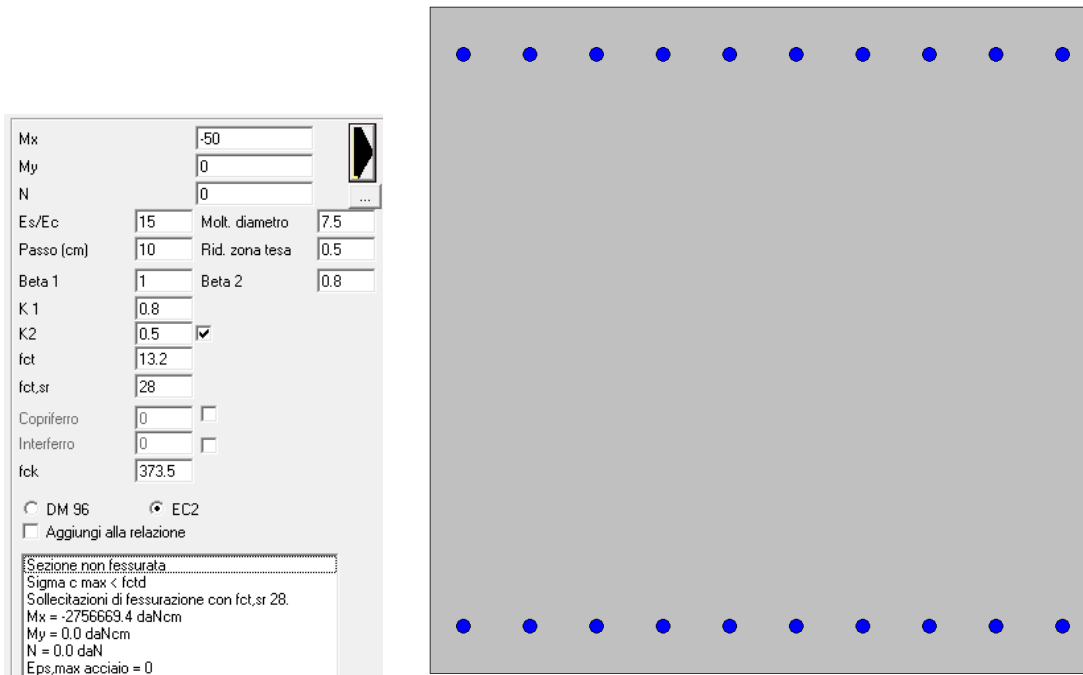 Mx -50
My 0
N 0
...
Es/Ec 15 Molt. diametro 7.5
Passo (cm) 10 Rid. zona tesa 0.5
Beta 1 1 Beta 2 0.8
K 1 0.8
K2 0.5
fct 13.2
fct,sr 28
Copriferro 0
Interferro 0
fck 373.5
DM 96 EC2
Aggiungi alla relazione
Sezione non fessurata
Sigma c max < fctd
Sollecitazioni di fessurazione con fct,sr 28.
Mx = -2756669.4 daNcm
My = 0.0 daNcm
N = 0.0 daN
Eps,max acciaio = 0